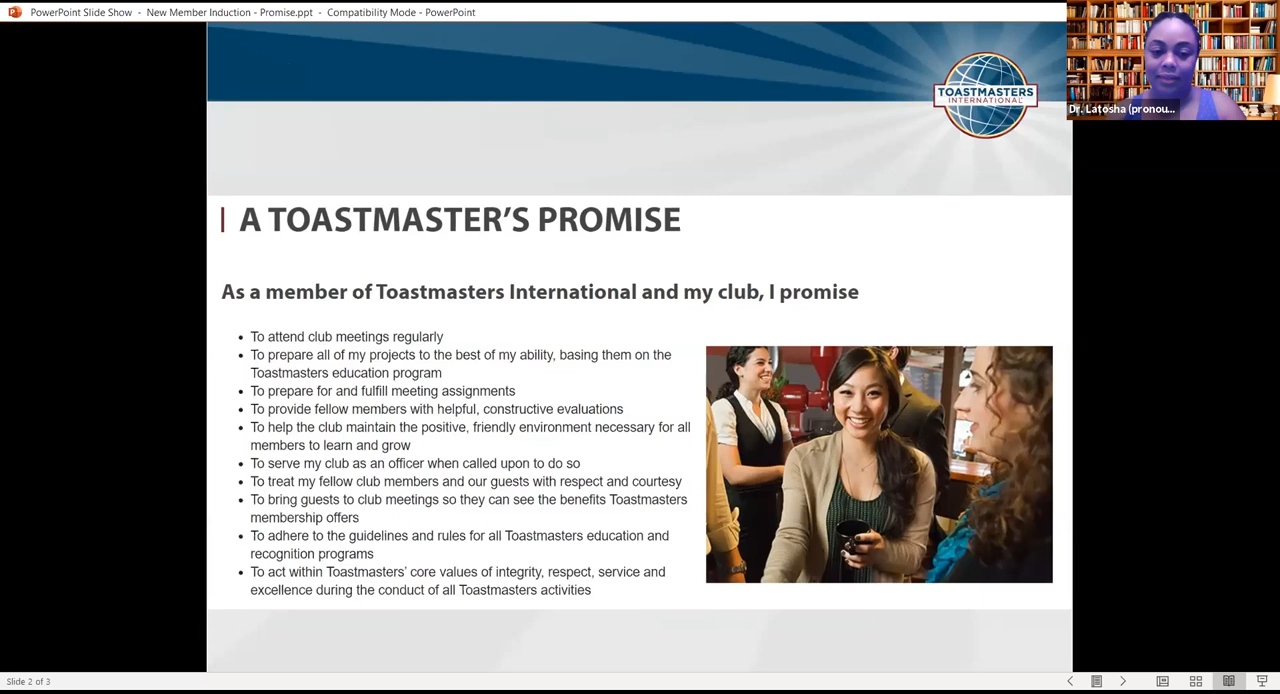 PowerPoint Slide Show - New Member Induction - Promise.ppt - Compatibility Mode - PowerPoint
TOASTMASTERS
INTERNATIONAL
Dr. Latosha (pronou...
A TOASTMASTER'S PROMISE
As a member of Toastmasters International and my club, I promise
• To attend club meetings regularly
• To prepare all of my projects to the best of my ability, basing them on the
Toastmasters education program
• To prepare for and fulfill meeting assignments
• To provide fellow members with helpful, constructive evaluations
• To help the club maintain the positive, friendly environment necessary for all
members to learn and grow
• To serve my club as an officer when called upon to do so
• To treat my fellow club members and our guests with respect and courtesy
• To bring guests to club meetings so they can see the benefits Toastmasters
membership offers
• To adhere to the guidelines and rules for all Toastmasters education and
recognition programs
• To act within Toastmasters' core values of integrity, respect, service and
excellence during the conduct of all Toastmasters activities
Slide 2 of 3